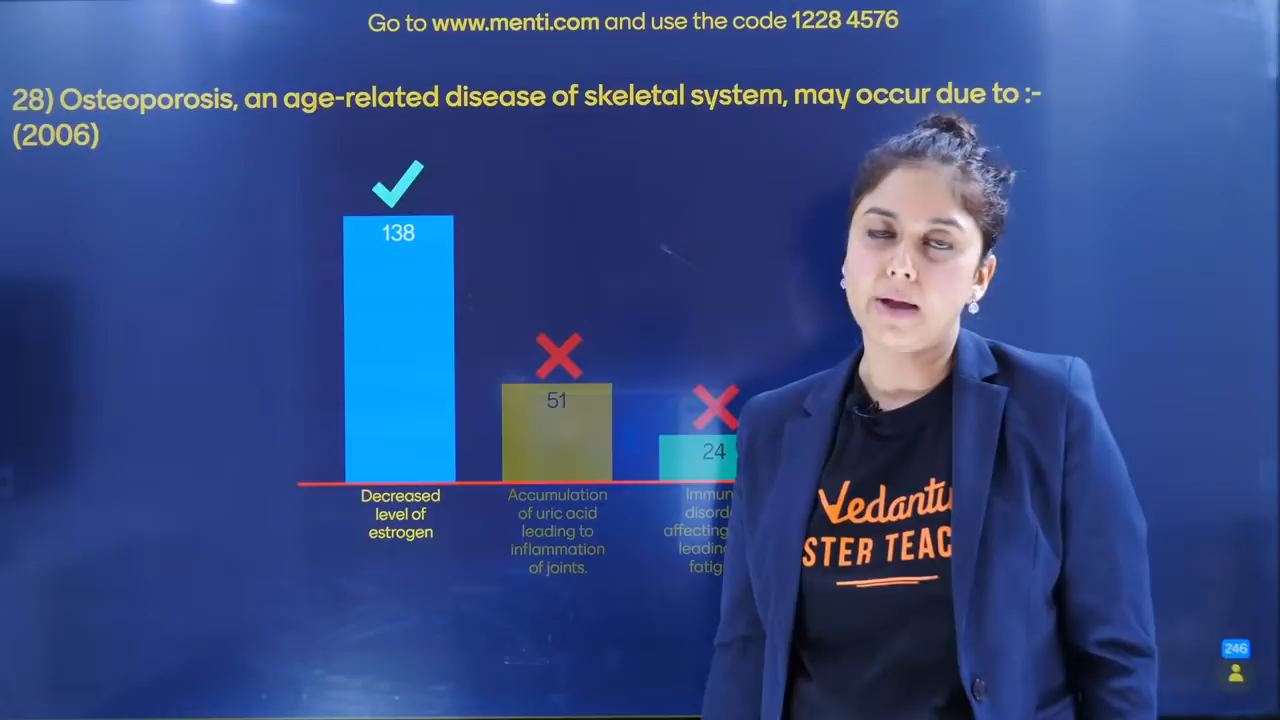 Go to www.menti.com and use the code 1228 4576
28) Osteoporosis, an age-related disease of skeletal system, may occur due to :-
(2006)
138
51
24
Decreased
level of
estrogen
Accumulation
of uric acid
leading to
inflammation
of joints.
affecting
246